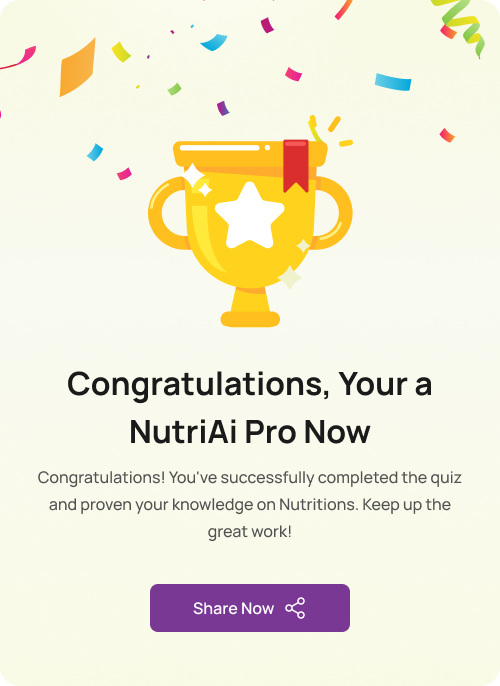 Congratulations, Your a
NutriAi Pro Now
Congratulations! You've successfully completed the quiz
and proven your knowledge on Nutritions. Keep up the
great work!
Share Now